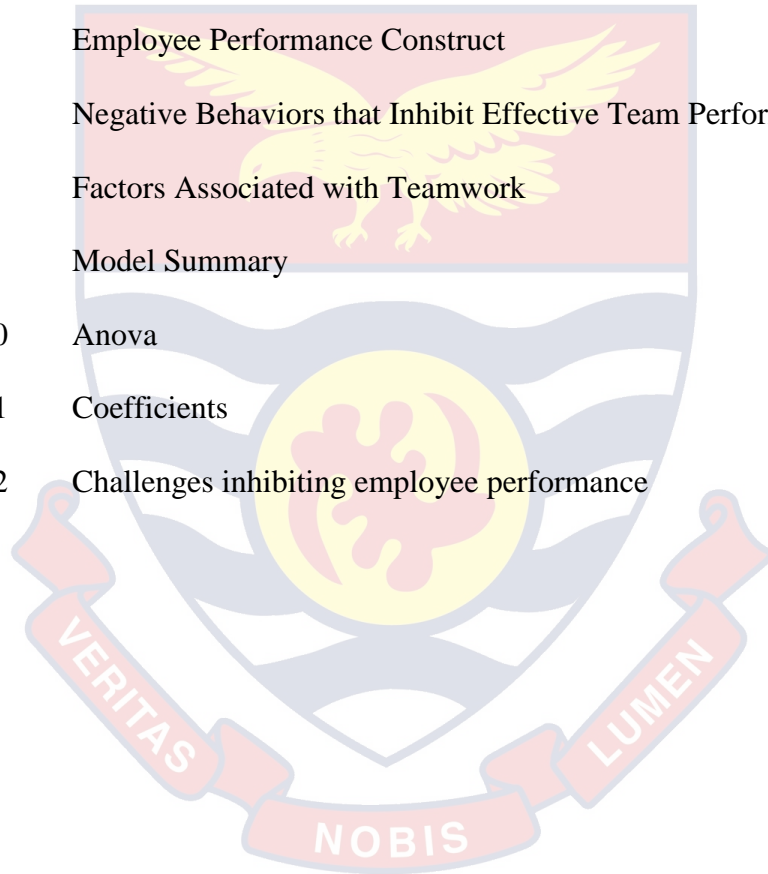 Employee Performance Construct
Negative Behaviors that Inhibit Effective Team
Factors Associated with Teamwork
Model Summary
0 Anova
1 Coefficients
2 Challenges inhibiting employee performance
VERITAS
NOBIS
LUMEN